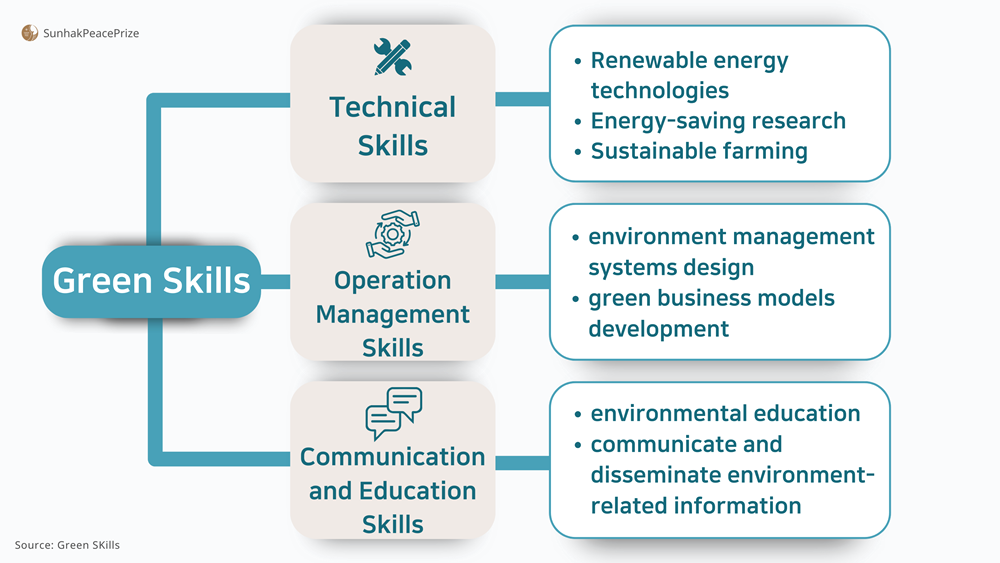 SunhakPeacePrize
Technical
Skills
• Renewable energy
technologies
• Energy-saving research
• Sustainable farming
Green Skills
Operation
Management
Skills
• environment management
systems design
• green business models
development
Communication
and Education
Skills
• environmental education
• communicate and
disseminate environment-
related information
Source: Green SKills